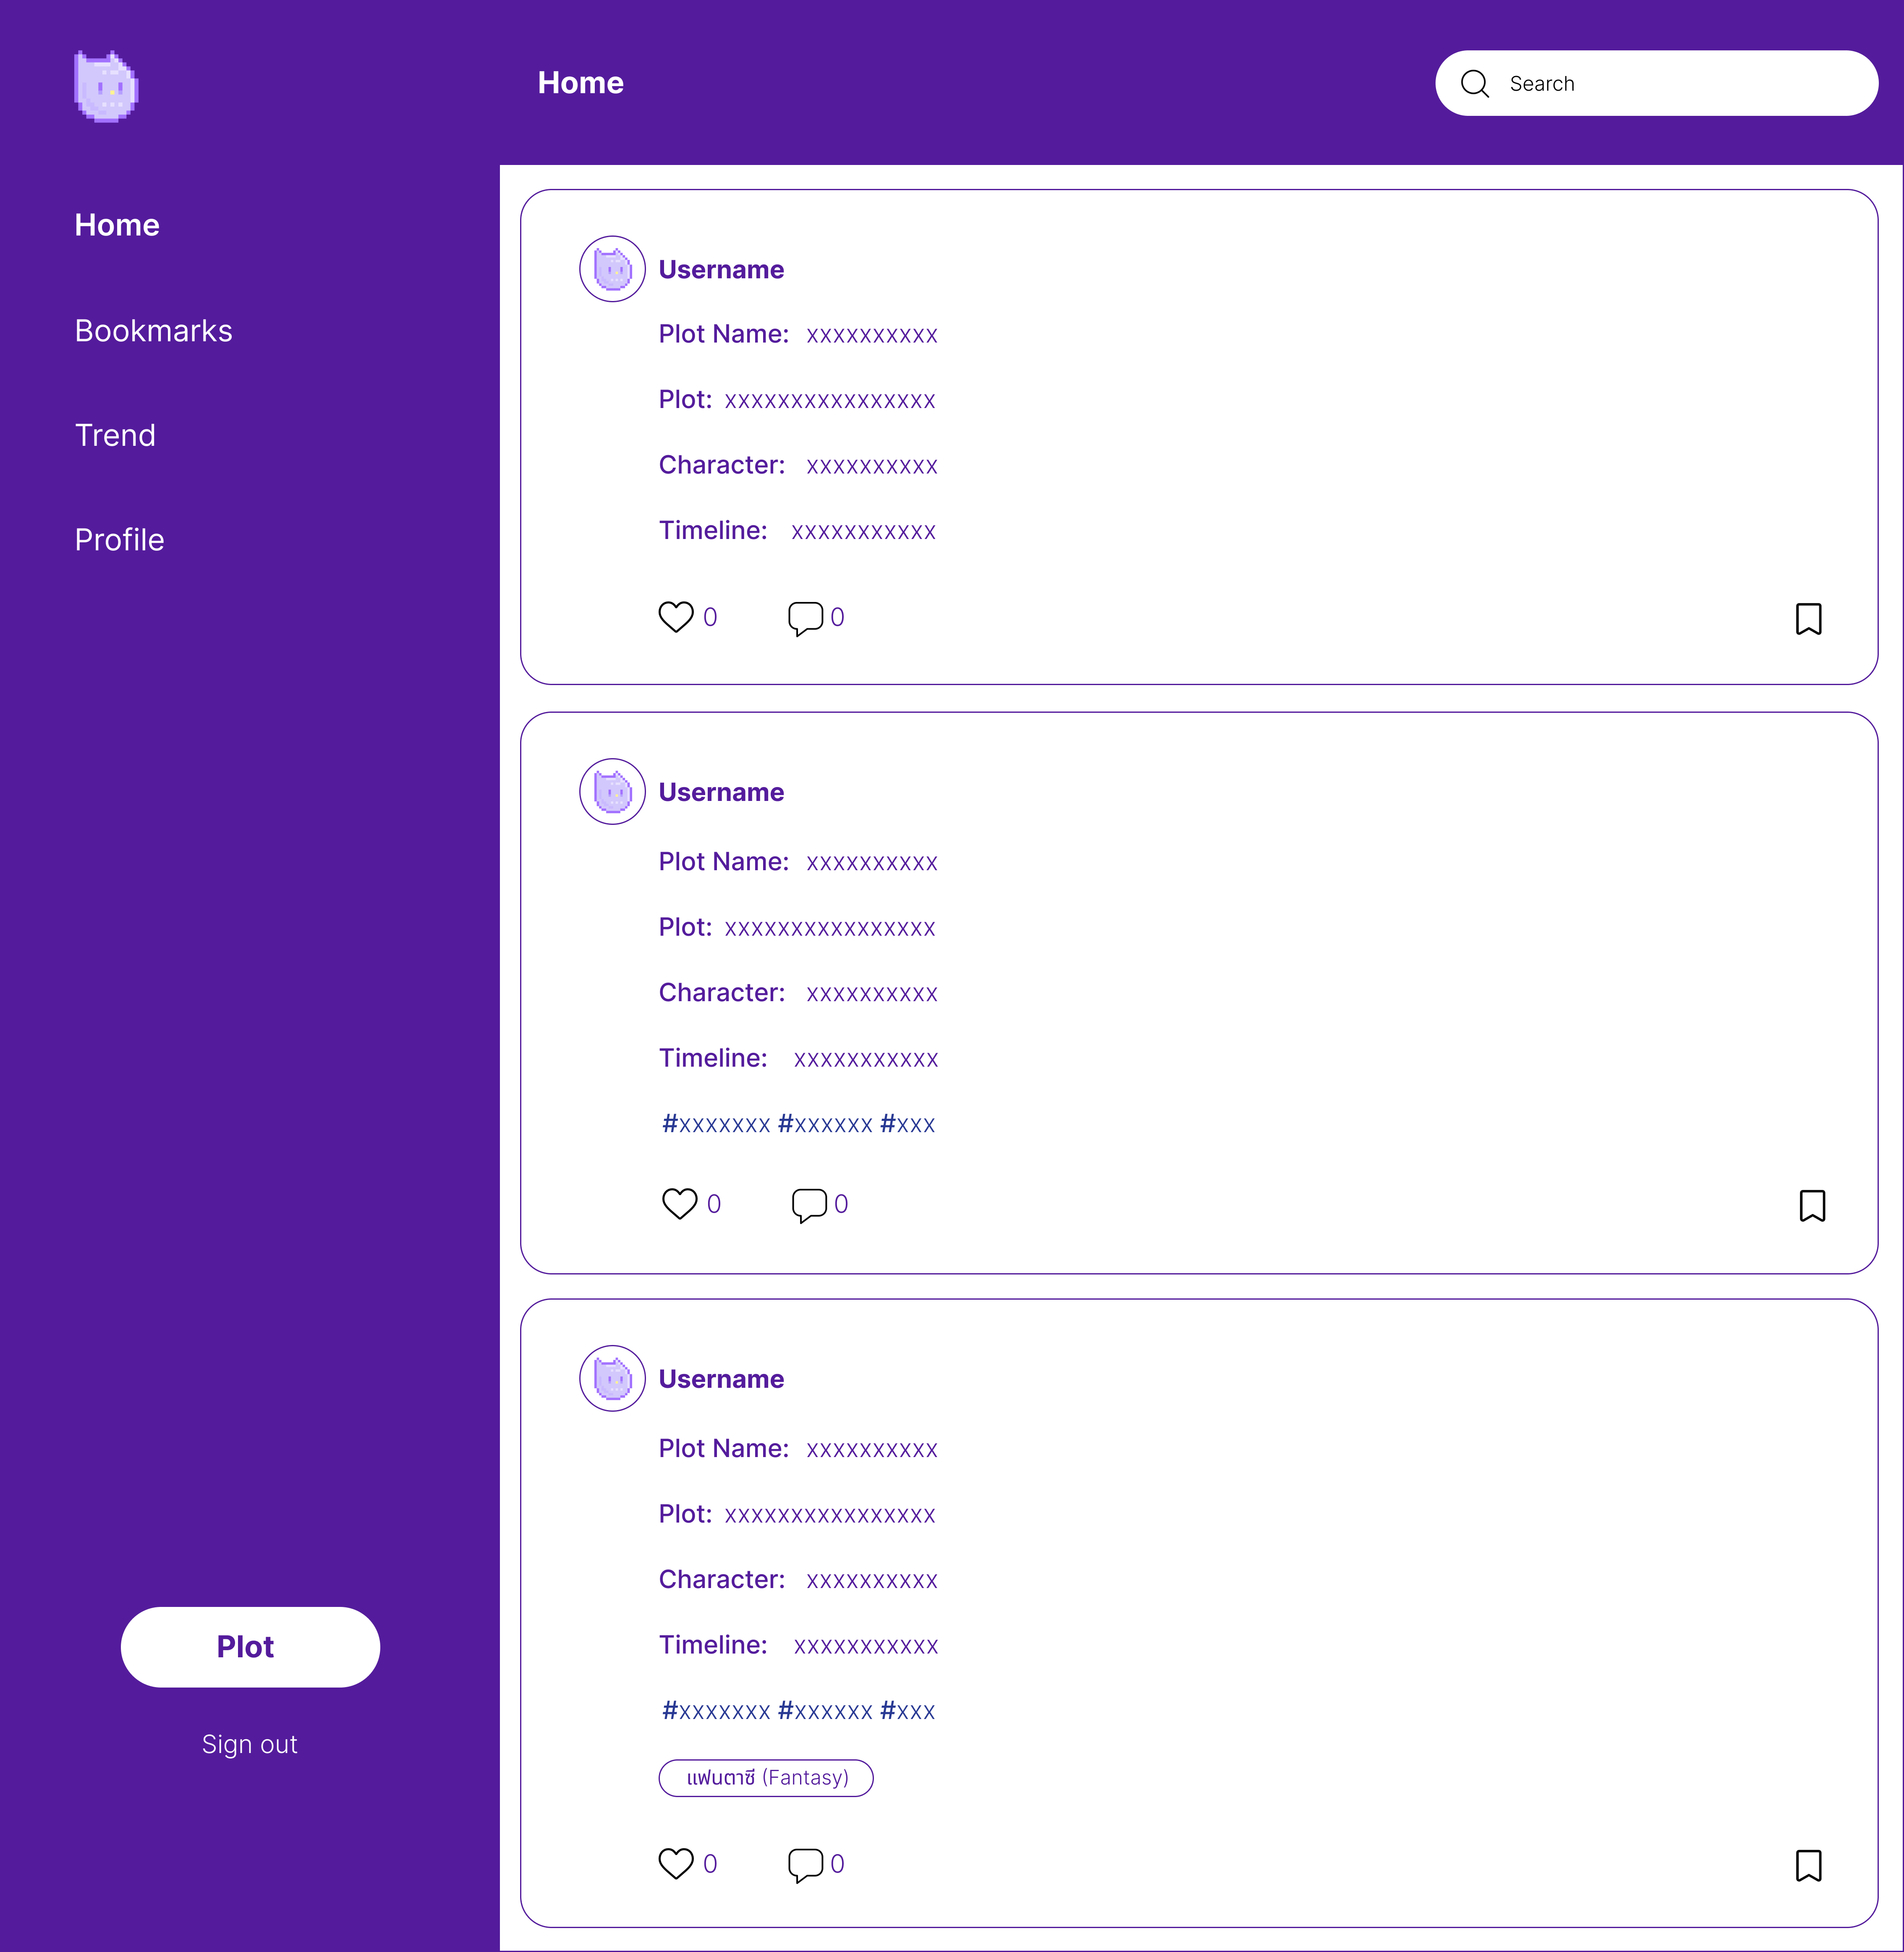 Home
Search
Home
Bookmarks
Trend
Profile
Plot
Sign out
Username
Plot Name: xxxxxxxxxx
Plot: xxxxxxxxxxxxxxxx
Character: xxxxxxxxxx
Timeline: xxxxxxxxxxx
0 0
Username
Plot Name: xxxxxxxxxx
Plot: xxxxxxxxxxxxxxxx
Character: xxxxxxxxxx
Timeline: xxxxxxxxxxx
#xxxxxxx #xxxxxx #xxx
0 0
Username
Plot Name: xxxxxxxxxx
Plot: xxxxxxxxxxxxxxxx
Character: xxxxxxxxxx
Timeline: xxxxxxxxxxx
#xxxxxxx #xxxxxx #xxx
แฟนตาซี (Fantasy)
0 0